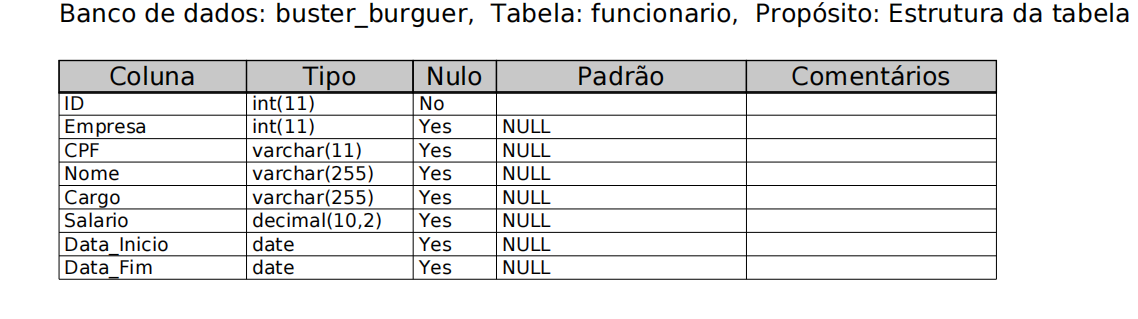 Banco de dados: buster_burguer, Tabela: funcionario, Propósito: Estrutura da tabela
Coluna Tipo Nulo Padrão Comentários
ID int(11) No
Empresa int(11) Yes NULL
CPF varchar(11) Yes NULL
Nome varchar(255) Yes NULL
Cargo varchar(255) Yes NULL
Salario decimal(10,2) Yes NULL
Data_Inicio date Yes NULL
Data_Fim date Yes NULL